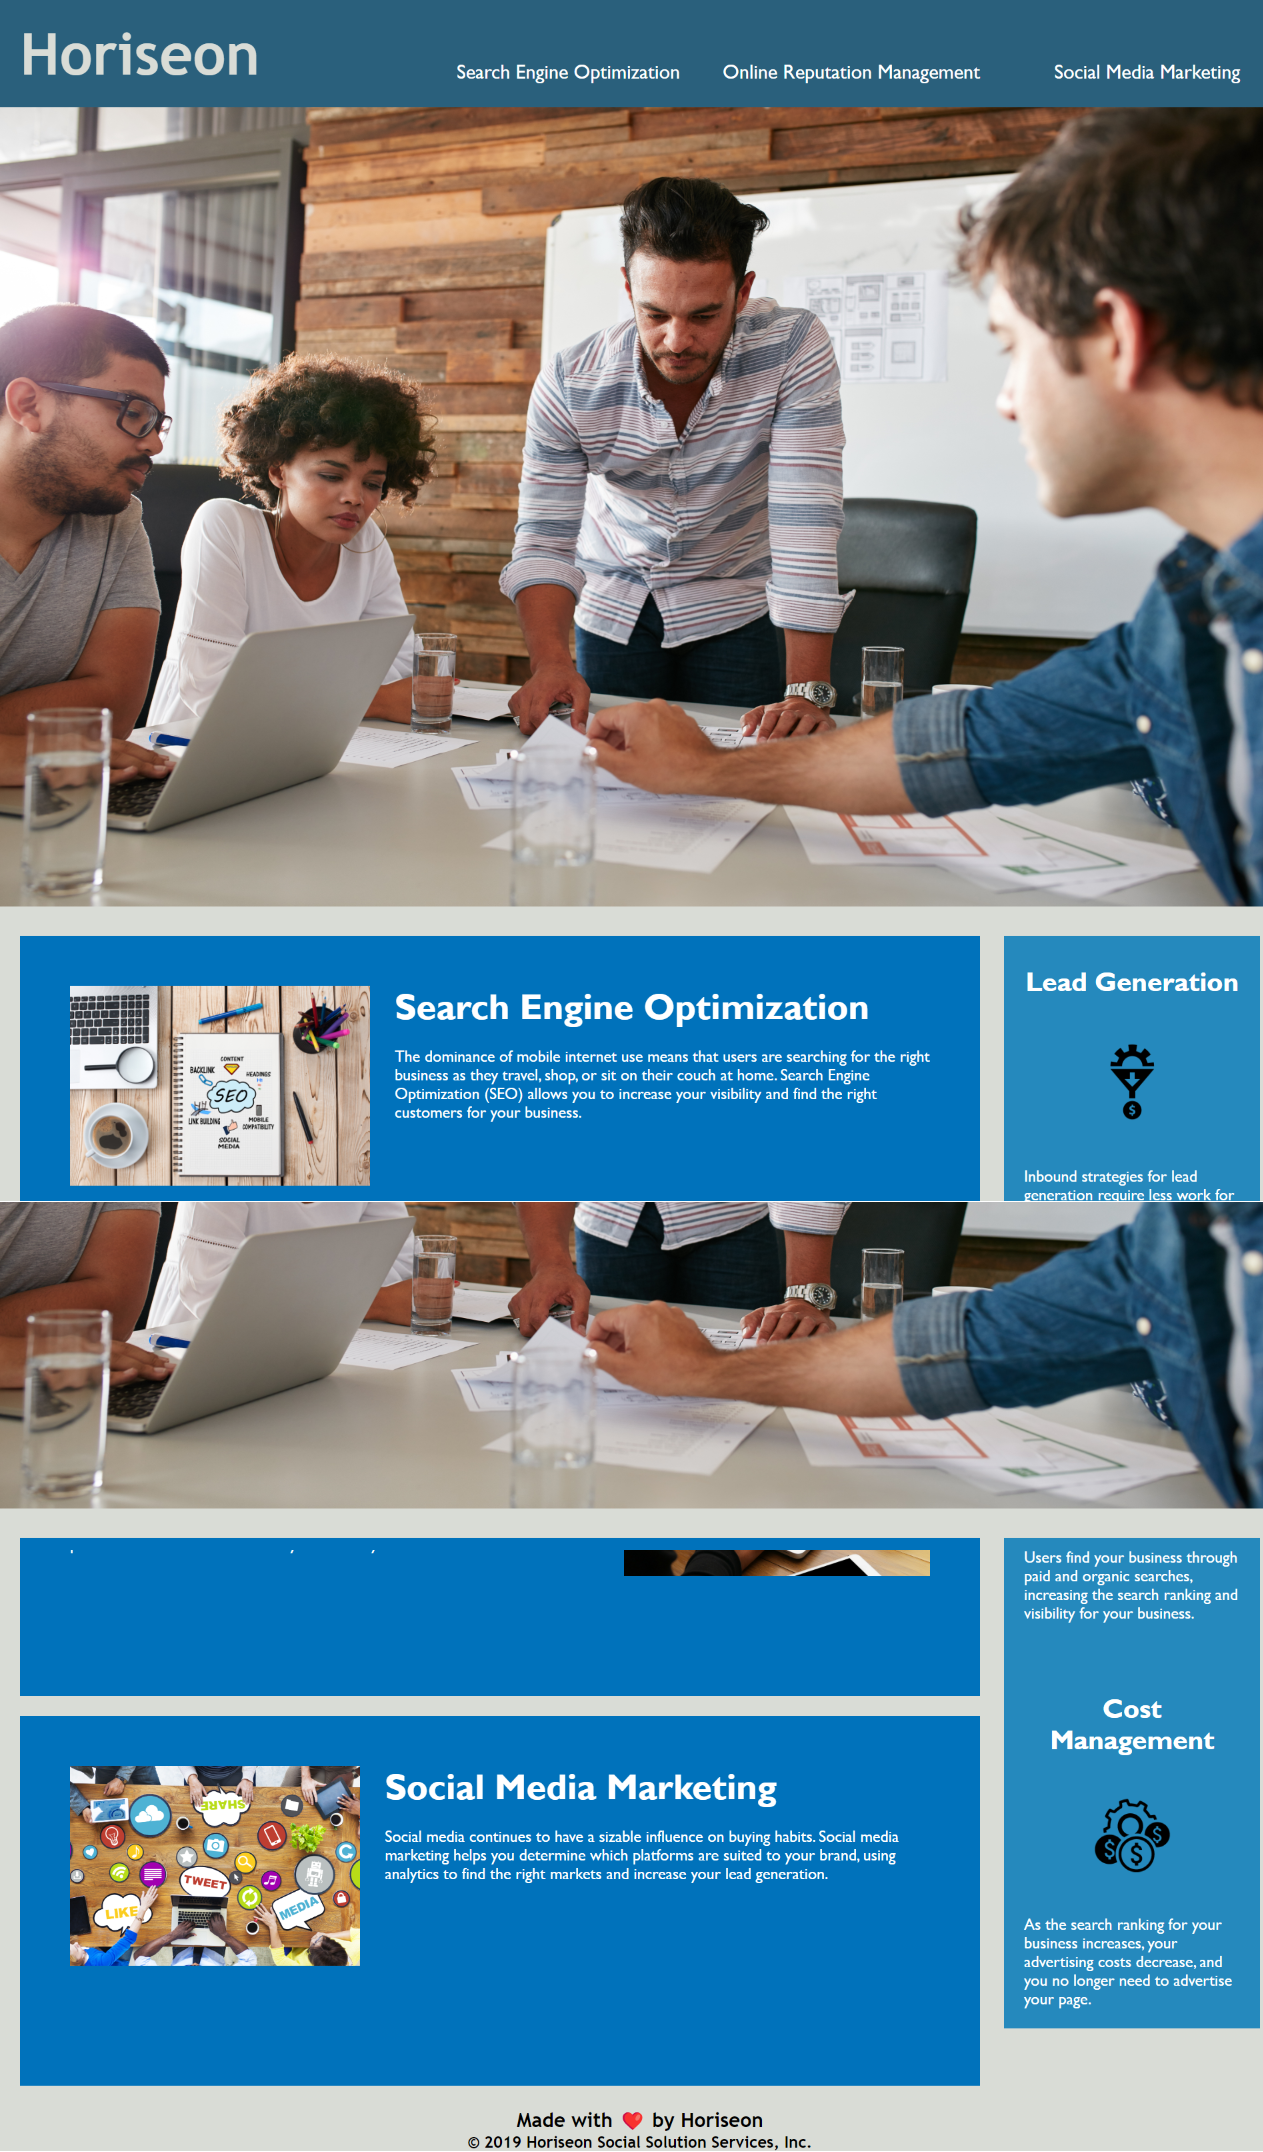 Horiseon
Search Engine Optimization
Online Reputation Management
Social Media Marketing
Search Engine Optimization
The dominance of mobile internet use means that users are searching for the right
business as they travel, shop, or sit on their couch at home. Search Engine
Optimization (SEO) allows you to increase your visibility and find the right
customers for your business.
CONTENT
BACKLINK
HEADINGS
SEO
LINK BUILDING
MOBILE
COMPATIBILITY
SOCIAL
MEDIA
Lead Generation
Inbound strategies for lead
generation require less work for
Users find your business through
paid and organic searches,
increasing the search ranking and
visibility for your business.
Cost
Management
As the search ranking for your
business increases, your
advertising costs decrease, and
you no longer need to advertise
your page.
Social Media Marketing
Social media continues to have a sizable influence on buying habits. Social media
marketing helps you determine which platforms are suited to your brand, using
analytics to find the right markets and increase your lead generation.
SHARE
TWEET
LIKE
MEDIA
Made with ❤️ by Horiseon
© 2019 Horiseon Social Solution Services, Inc.